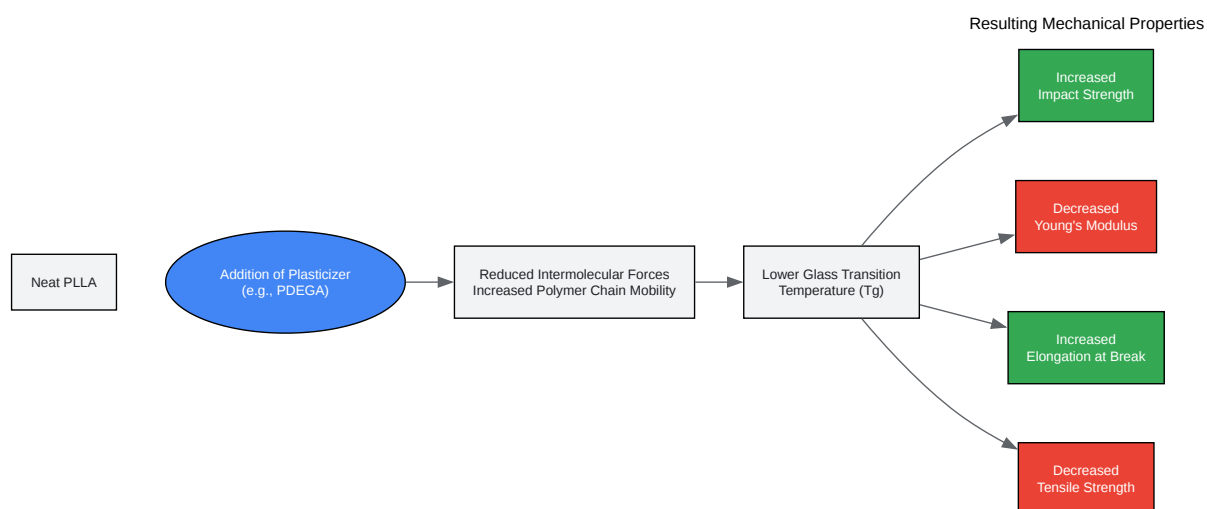 Resulting Mechanical Properties
Neat PLLA
Addition of Plasticizer
(e.g., PDEGA)
Reduced Intermolecular Forces
Increased Polymer Chain Mobility
Lower Glass Transition
Temperature (Tg)
Increased
Impact Strength
Decreased
Young's Modulus
Increased
Elongation at Break
Decreased
Tensile Strength